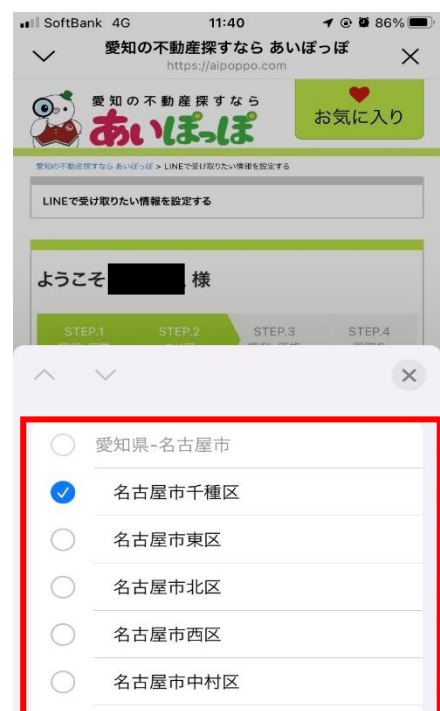 SoftBank 4G 11:40 86%
愛知の不動産探すなら あいぽっぽ
https://aipoppo.com
愛知の不動産探すなら
あいぽっぽ
お気に入り
愛知の不動産探すなら あいぽっぽ > LINEで受け取りたい情報を設定する
LINEで受け取りたい情報を設定する
ようこそ 様
STEP.1 STEP.2 STEP.3 STEP.4
愛知県-名古屋市
名古屋市千種区
名古屋市東区
名古屋市北区
名古屋市西区
名古屋市中村区